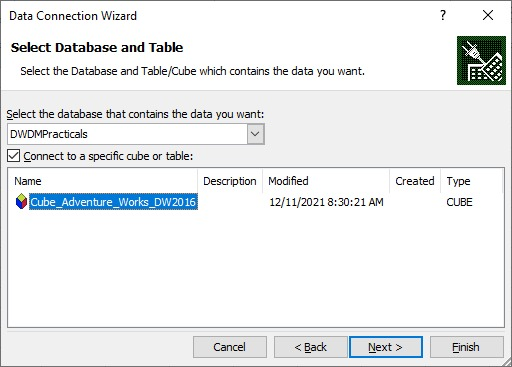 Data Connection Wizard
?
Select Database and Table
Select the Database and Table/Cube which contains the data you want.
Select the database that contains the data you want:
DWDMPracticals
Connect to a specific cube or table:
Name Description Modified Created Type
Cube_Adventure_Works_DW2016 12/11/2021 8:30:21 AM CUBE
Cancel < Back Next > Finish